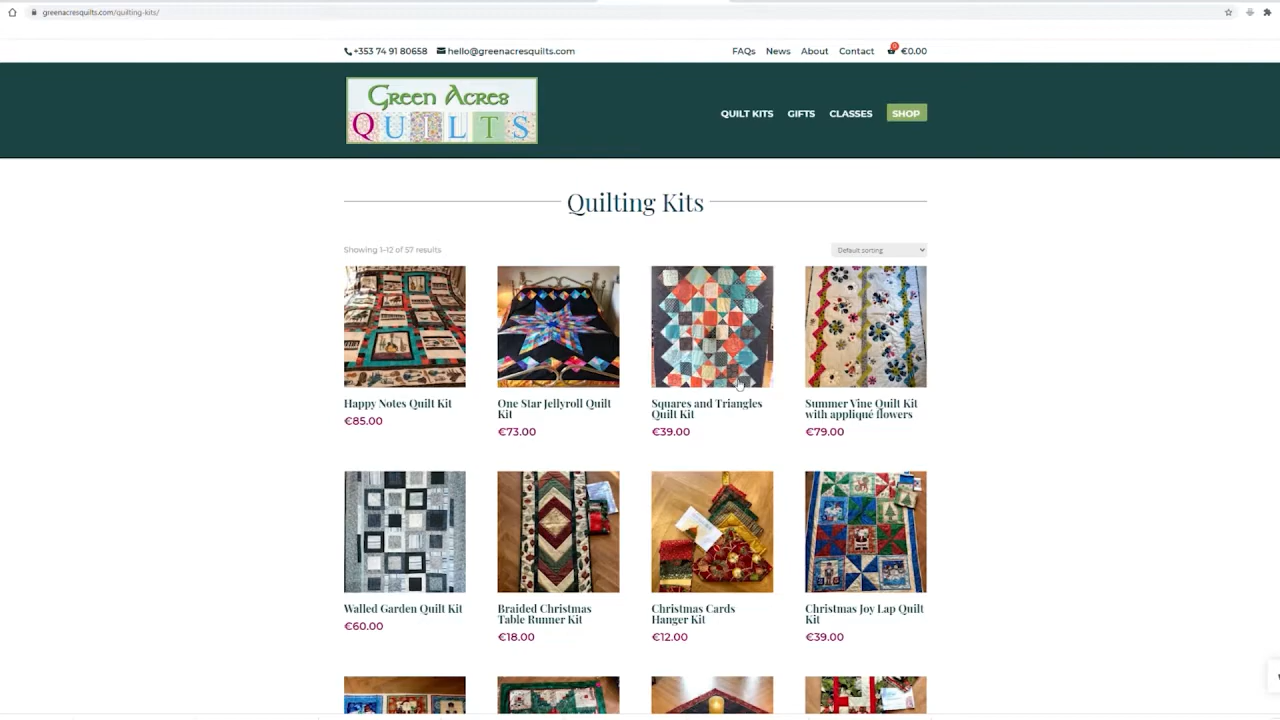 greenacresquilts.com/quilting-kits/
+353 74 91 80658 hello@greenacresquilts.com FAQs News About Contact 0 €0.00
Green Acres
QUILTS
QUILT KITS GIFTS CLASSES SHOP
Quilting Kits
Showing 1–12 of 57 results Default sorting
Happy Notes Quilt Kit
€85.00
One Star Jellyroll Quilt
Kit
€73.00
Squares and Triangles
Quilt Kit
€39.00
Summer Vine Quilt Kit
with appliqué flowers
€79.00
Walled Garden Quilt Kit
€60.00
Braided Christmas
Table Runner Kit
€18.00
Christmas Cards
Hanger Kit
€12.00
Christmas Joy Lap Quilt
Kit
€39.00